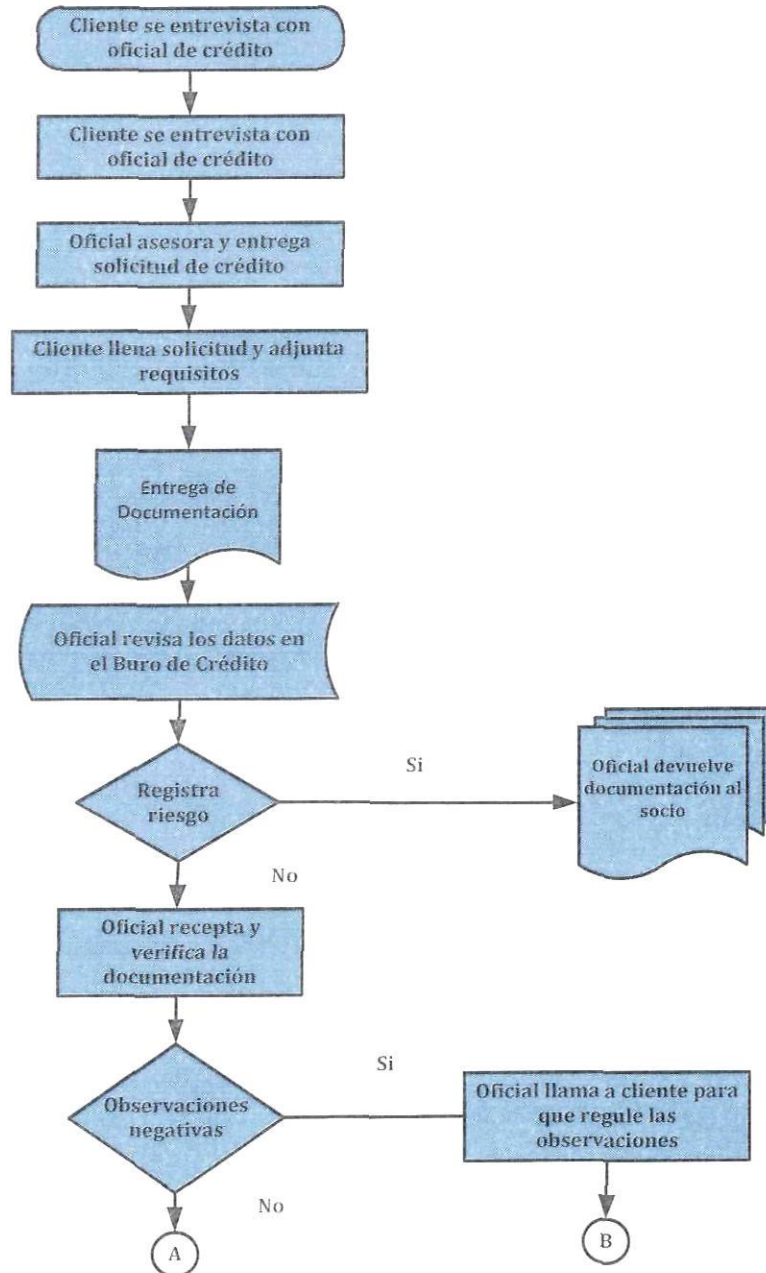 Cliente se entrevista con
oficial de crédito
Cliente se entrevista con
oficial de crédito
Oficial asesora y entrega
solicitud de crédito
Cliente llena solicitud y adjunta
requisitos
Entrega de
Documentación
Oficial revisa los datos en
el Buro de Crédito
Registra
riesgo
Si
Oficial devuelve
documentación al
socio
No
Oficial recepta y
verifica la
documentación
Observaciones
negativas
Si
Oficial llama a cliente para
que regule las
observaciones
No
A
B